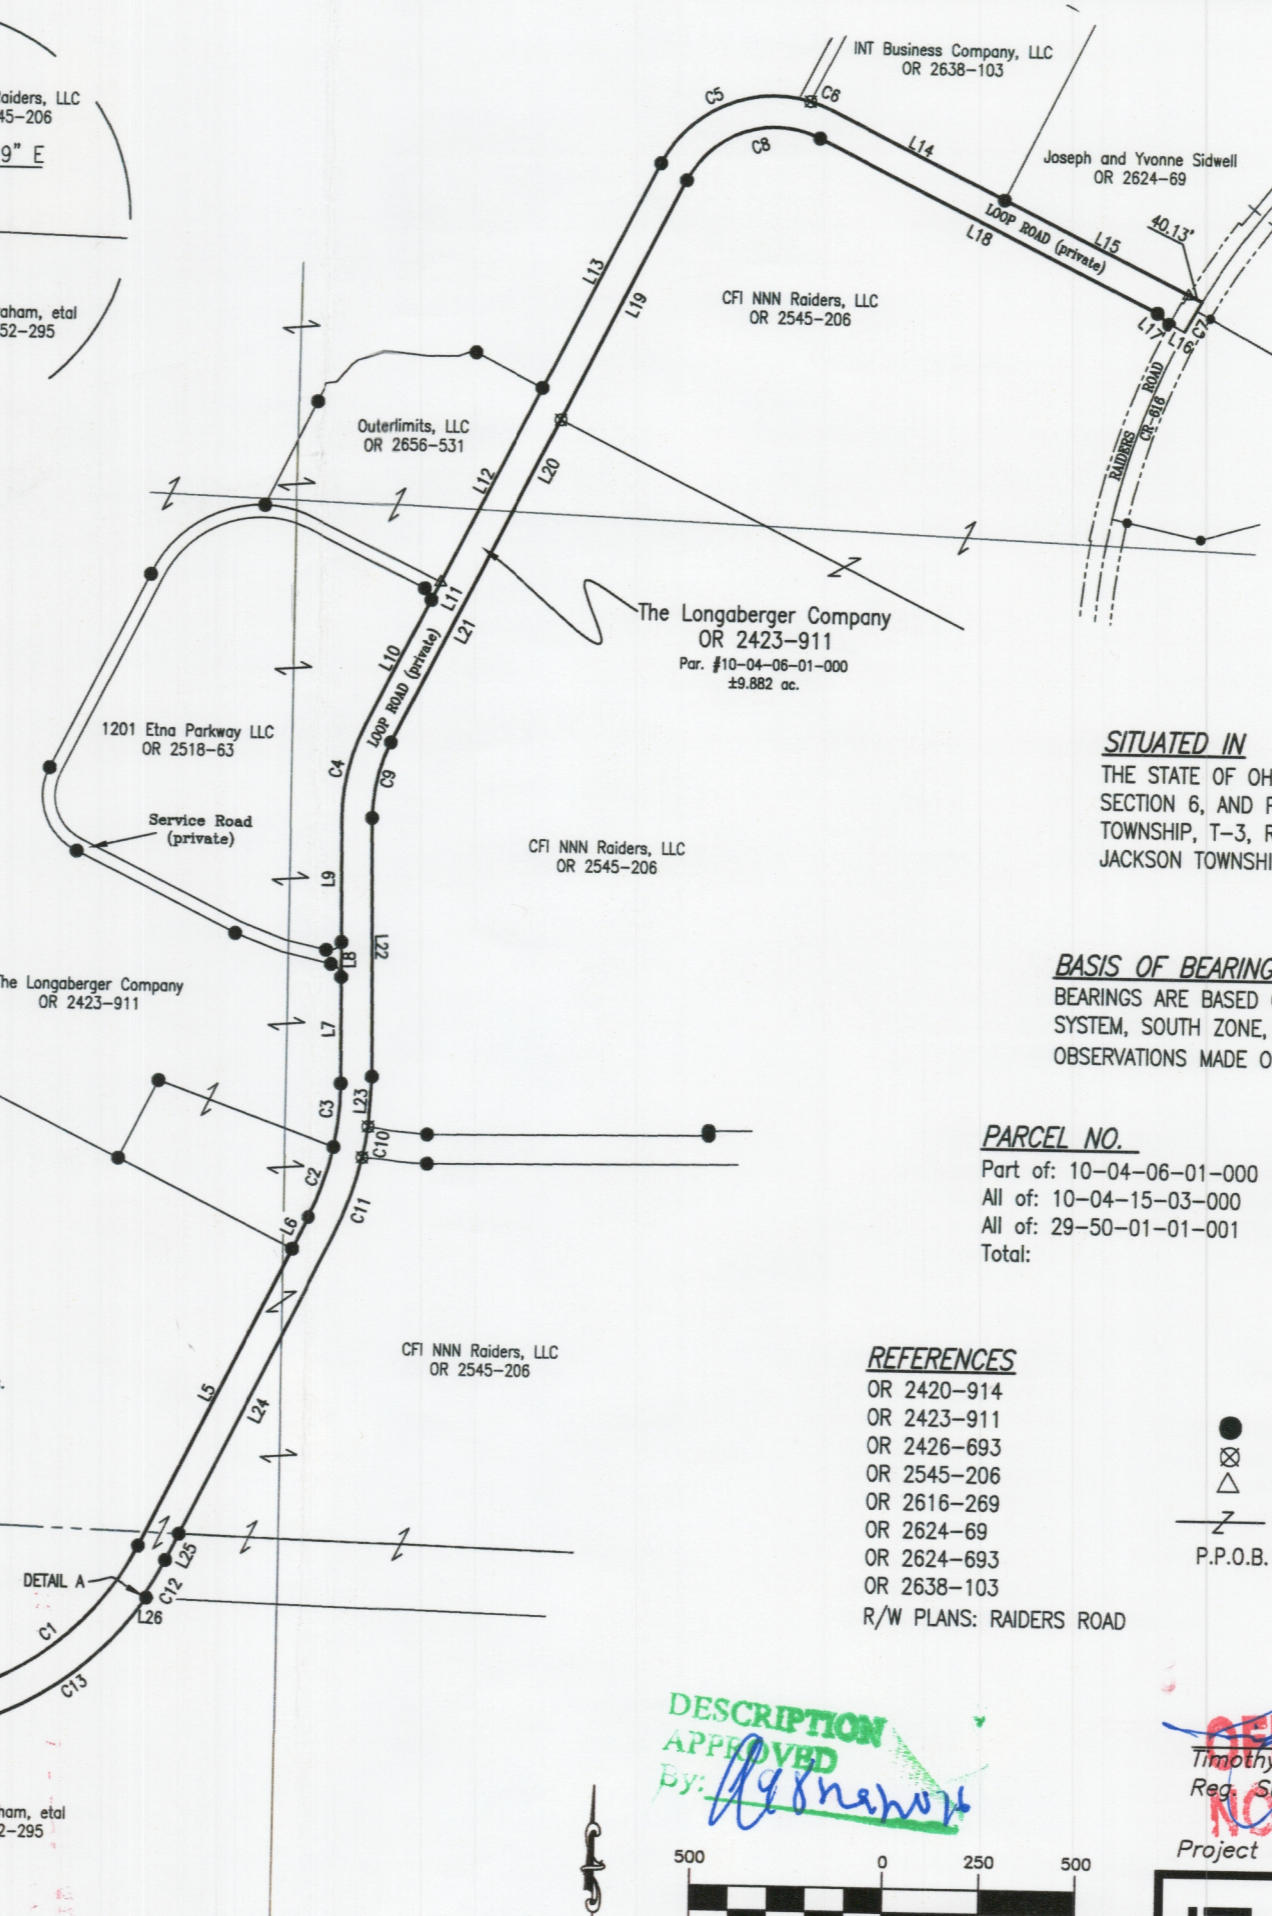 INT Business Company, LLC
OR 2638-103
aiders, LLC
45-206
9" E
C5
C6
C8
L14
Joseph and Yvonne Sidwell
OR 2624-69
40.13'
LOOP ROAD (private)
L15
L18
L13
L19
CFI NNN Raiders, LLC
OR 2545-206
L17
L16
C7
raham, etal
52-295
RAIDERS ROAD
CR-616
Outerlimits, LLC
OR 2656-531
L12
L20
L11
L21
The Longaberger Company
OR 2423-911
Par. #10-04-06-01-000
±9.882 ac.
L10
LOOP ROAD (private)
1201 Etna Parkway LLC
OR 2518-63
C4
C9
Service Road
(private)
CFI NNN Raiders, LLC
OR 2545-206
L9
L22
L8
he Longaberger Company
OR 2423-911
L7
C3
L23
C10
C2
C11
L6
SITUATED IN
THE STATE OF OH
SECTION 6, AND
TOWNSHIP, T-3, R
JACKSON TOWNSHI
BASIS OF BEARING
BEARINGS ARE BASED
SYSTEM, SOUTH ZONE,
OBSERVATIONS MADE O
PARCEL NO.
Part of: 10-04-06-01-000
All of: 10-04-15-03-000
All of: 29-50-01-01-001
Total:
CFI NNN Raiders, LLC
OR 2545-206
L5
L24
REFERENCES
OR 2420-914
OR 2423-911
OR 2426-693
OR 2545-206
OR 2616-269
OR 2624-69
OR 2624-693
OR 2638-103
R/W PLANS: RAIDERS ROAD
P.P.O.B.
L25
DETAIL A
C12
L26
C1
C13
DESCRIPTION
APPROVED
By:
ham, etal
2-295
Timothy
Reg. S
Project
500
0
250
500